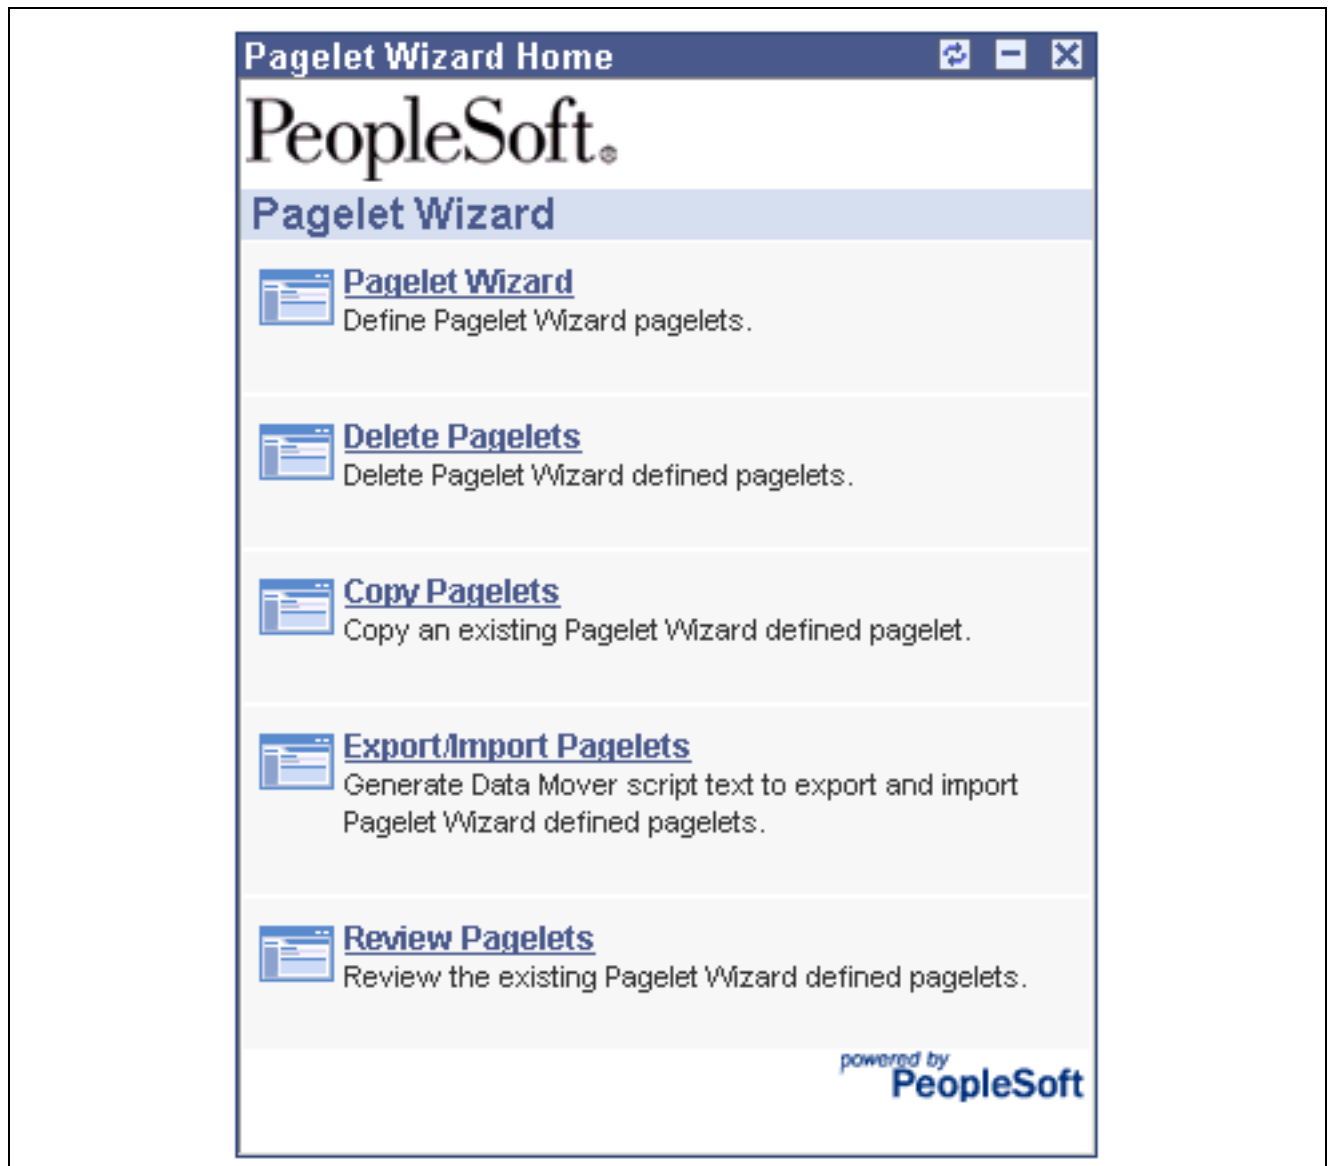 Pagelet Wizard Home
PeopleSoft®
Pagelet Wizard
Pagelet Wizard
Define Pagelet Wizard pagelets.
Delete Pagelets
Delete Pagelet Wizard defined pagelets.
Copy Pagelets
Copy an existing Pagelet Wizard defined pagelet.
Export/Import Pagelets
Generate Data Mover script text to export and import
Pagelet Wizard defined pagelets.
Review Pagelets
Review the existing Pagelet Wizard defined pagelets.
powered by
PeopleSoft